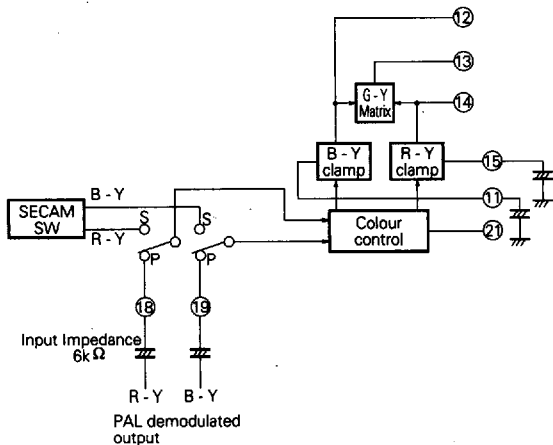 12
13
G - Y
Matrix
14
B - Y
clamp
R - Y
clamp
15
11
B - Y
SECAM
SW
R - Y
S
S
Colour
control
21
P
P
18
19
Input Impedance
6kΩ
R - Y
B - Y
PAL demodulated
output